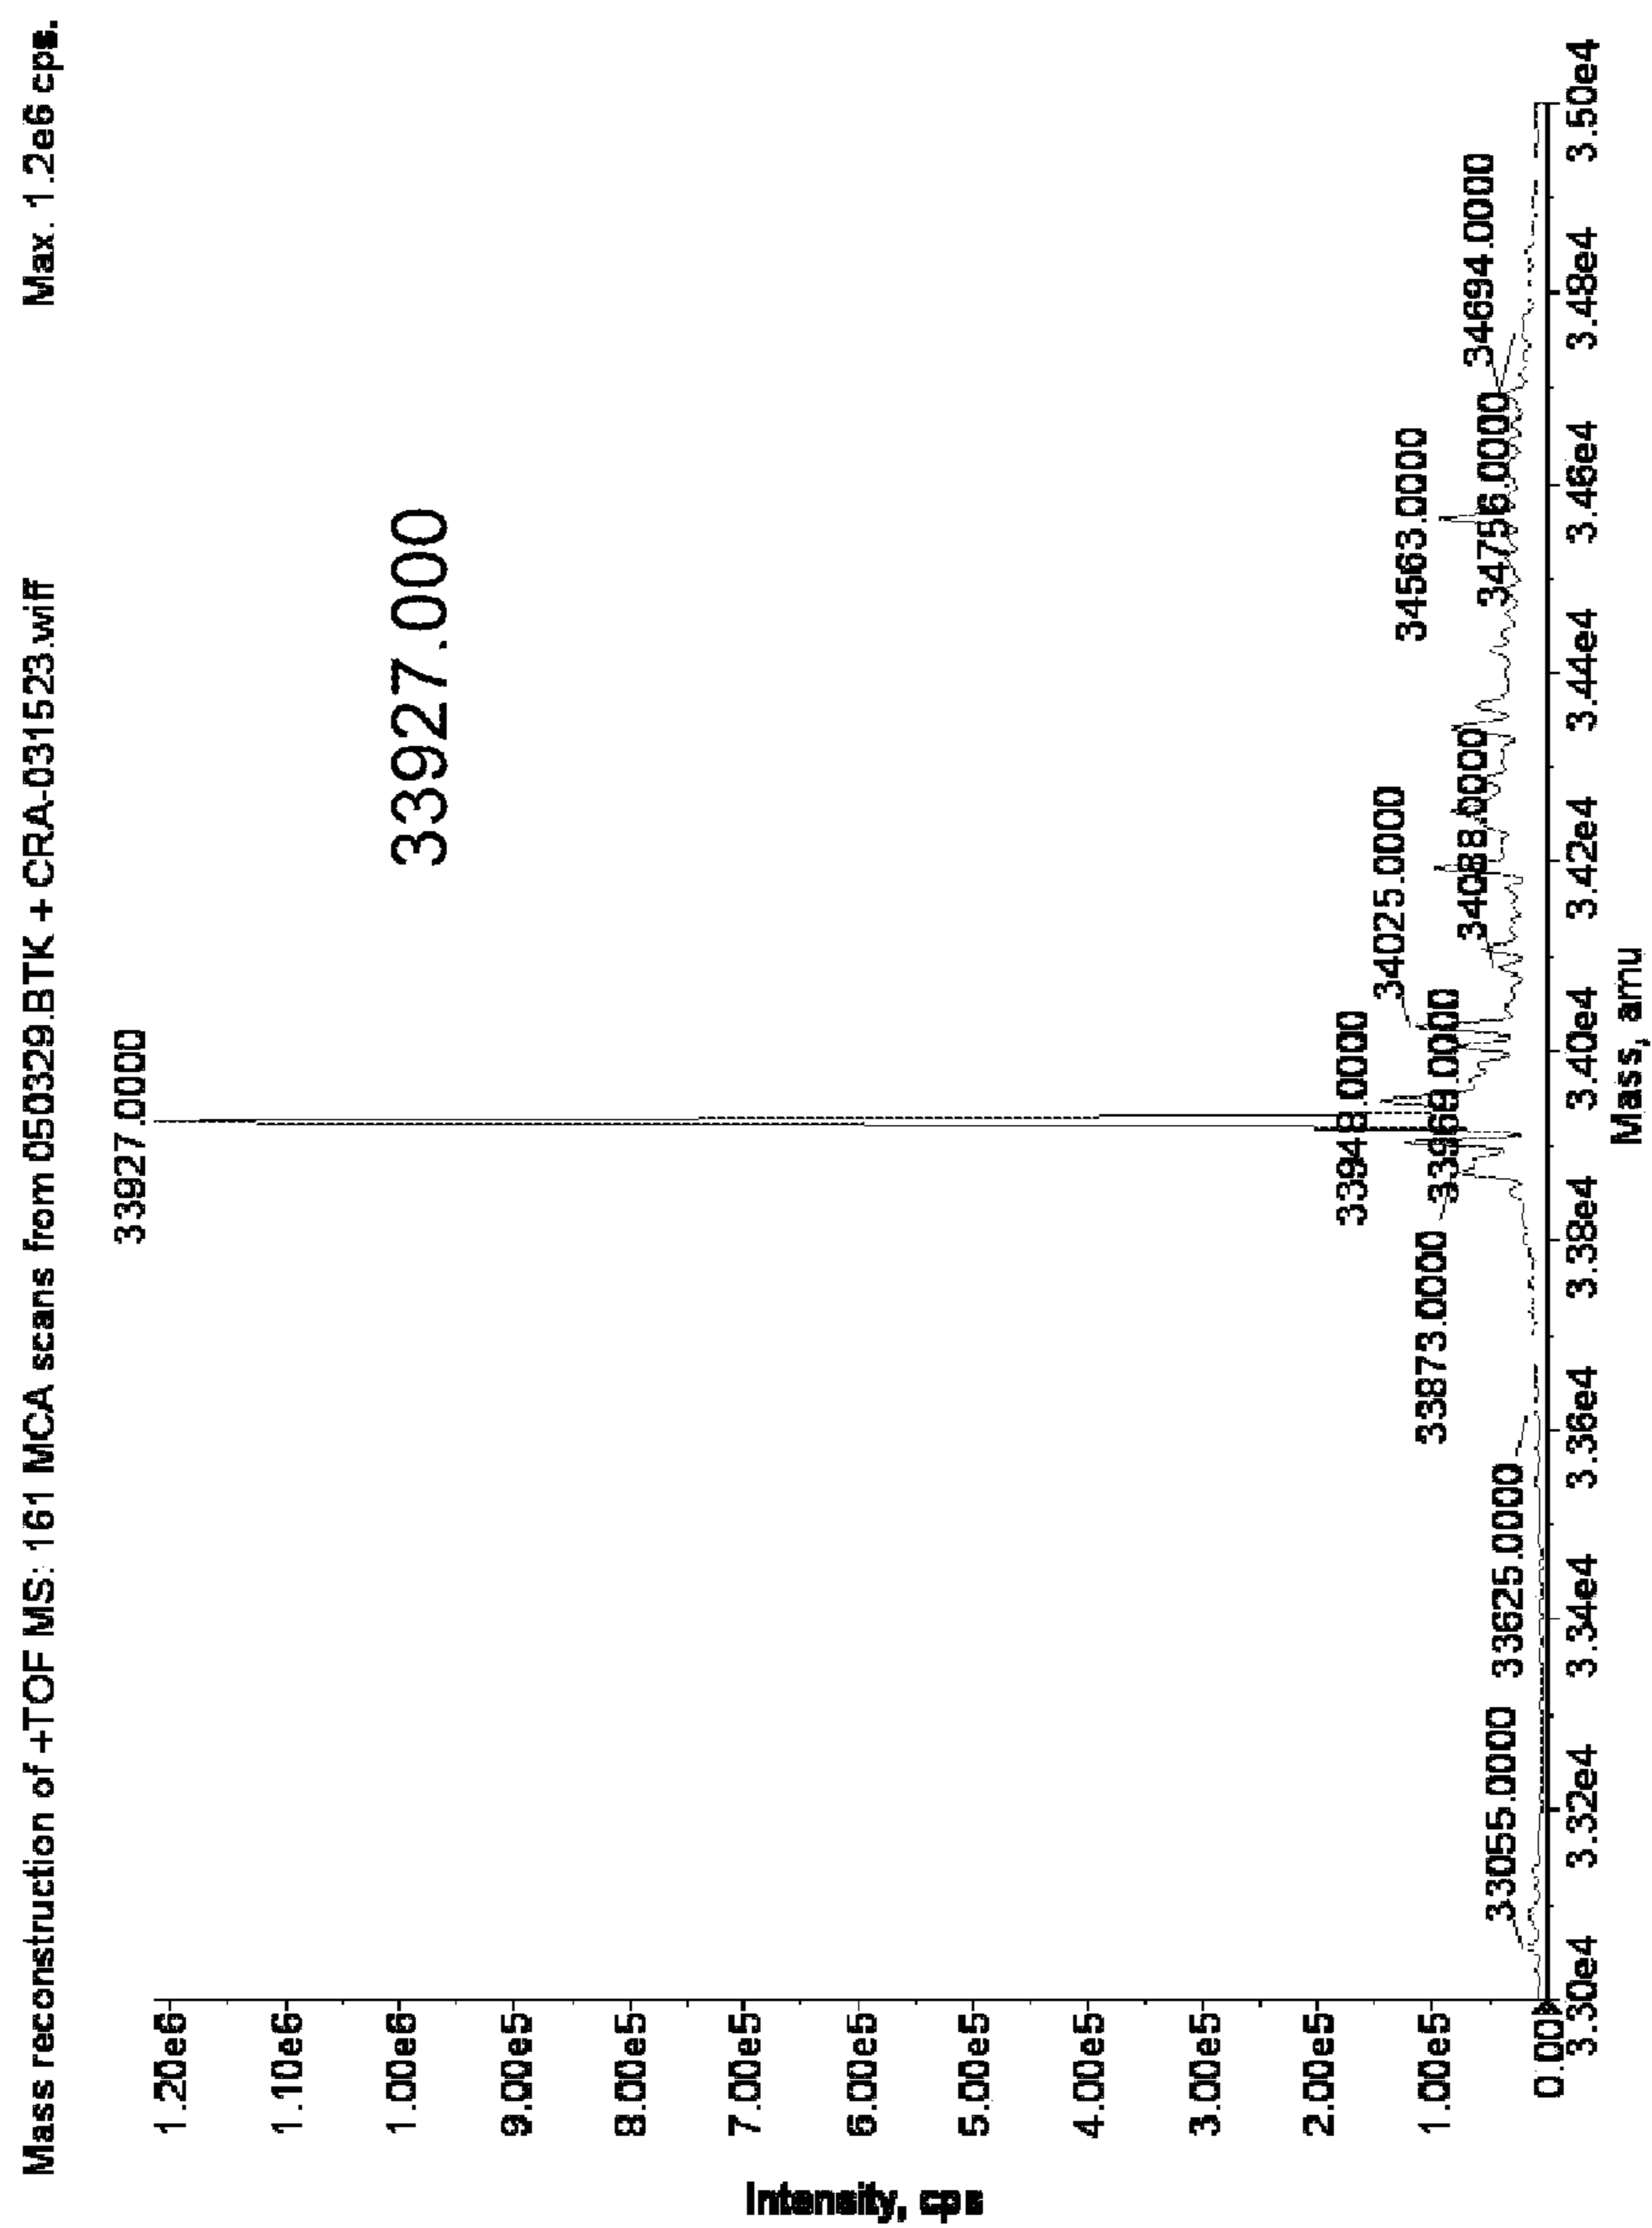 Mass reconstruction of +TOF MS: 161 MCA scans from 050329.BTK + CRA-031523.wiff
Max. 1.2e6 cps.
33927.0000
33927.000
1.20e6
1.10e6
1.00e6
9.00e5
8.00e5
7.00e5
6.00e5
5.00e5
4.00e5
3.00e5
2.00e5
1.00e5
0.00
Intensity, cps
33055.0000
33625.0000
33873.0000
33948.0000
33969.0000
34025.0000
34088.0000
34563.0000
34756.0000
34694.0000
3.30e4
3.32e4
3.34e4
3.36e4
3.38e4
3.40e4
3.42e4
3.44e4
3.46e4
3.48e4
3.50e4
Mass, amu